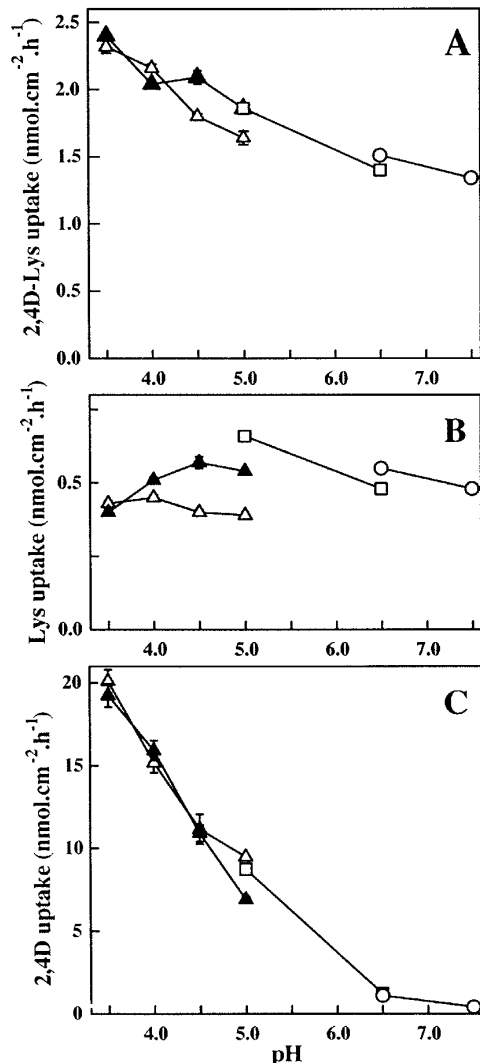 A
2,4D-Lys uptake (nmol.cm⁻².h⁻¹)
2.5
2.0
1.5
1.0
0.5
0.0
4.0 5.0 6.0 7.0
B
Lys uptake (nmol.cm⁻².h⁻¹)
0.5
0.0
4.0 5.0 6.0 7.0
C
2,4D uptake (nmol.cm⁻².h⁻¹)
20
15
10
5
0
4.0 5.0 6.0 7.0
pH